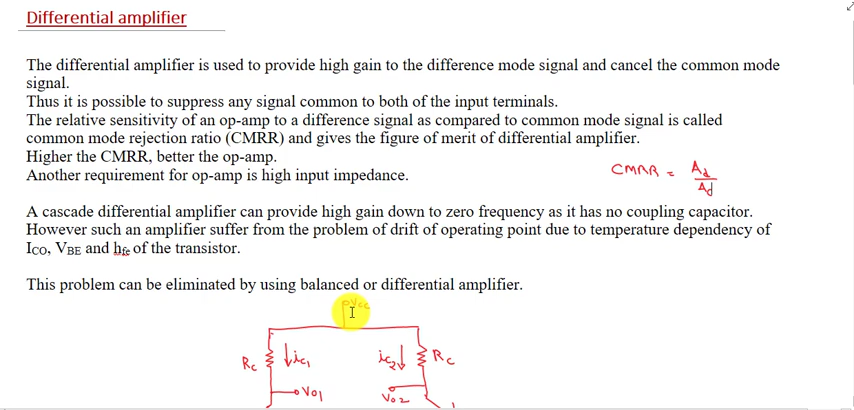 Differential amplifier
The differential amplifier is used to provide high gain to the difference mode signal and cancel the common mode
signal.
Thus it is possible to suppress any signal common to both of the input terminals.
The relative sensitivity of an op-amp to a difference signal as compared to common mode signal is called
common mode rejection ratio (CMRR) and gives the figure of merit of differential amplifier.
Higher the CMRR, better the op-amp.
Another requirement for op-amp is high input impedance.
CMRR = Ad
Ad
A cascade differential amplifier can provide high gain down to zero frequency as it has no coupling capacitor.
However such an amplifier suffer from the problem of drift of operating point due to temperature dependency of
ICO, VBE and hfe of the transistor.
This problem can be eliminated by using balanced or differential amplifier.
Vcc
Rc ic1 ic2 Rc
Vo1 Vo2